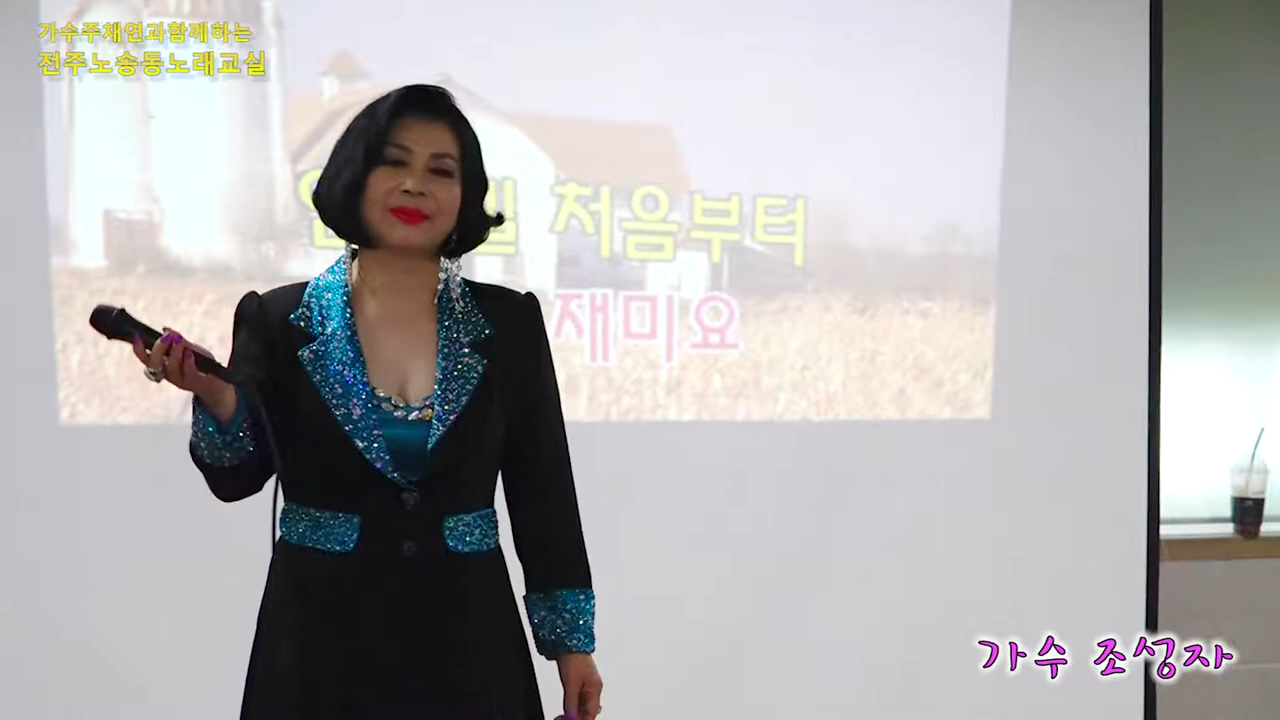 가수주채연과함께하는
전주노송동노래교실
처음부터
재미요
가수 조성자